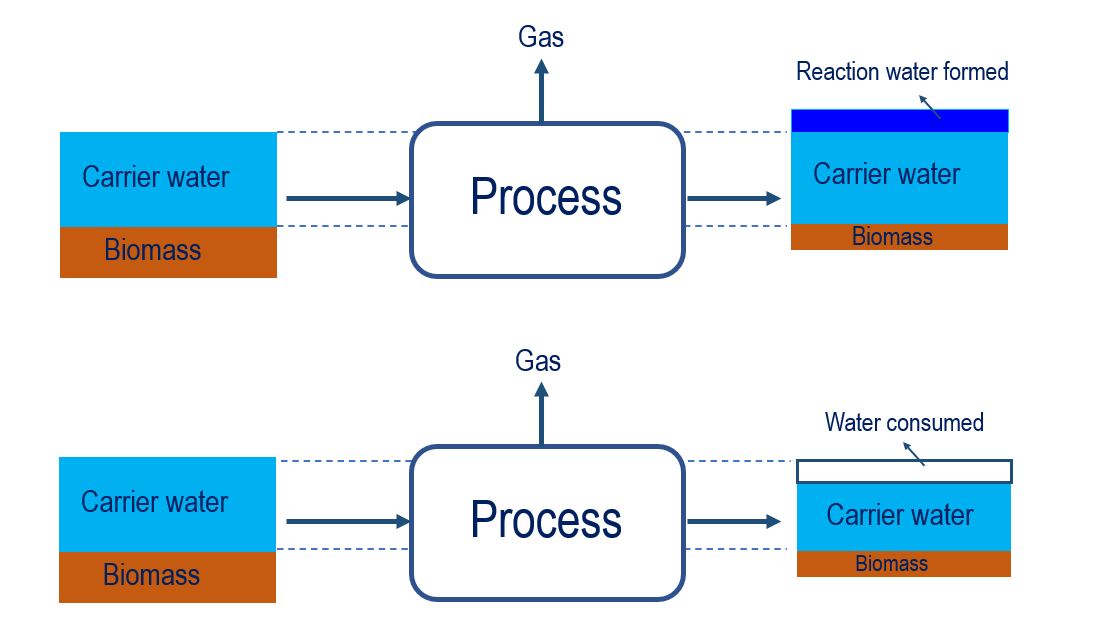 Gas
Reaction water formed
Carrier water
Process
Carrier water
Biomass
Biomass
Gas
Water consumed
Carrier water
Process
Carrier water
Biomass
Biomass